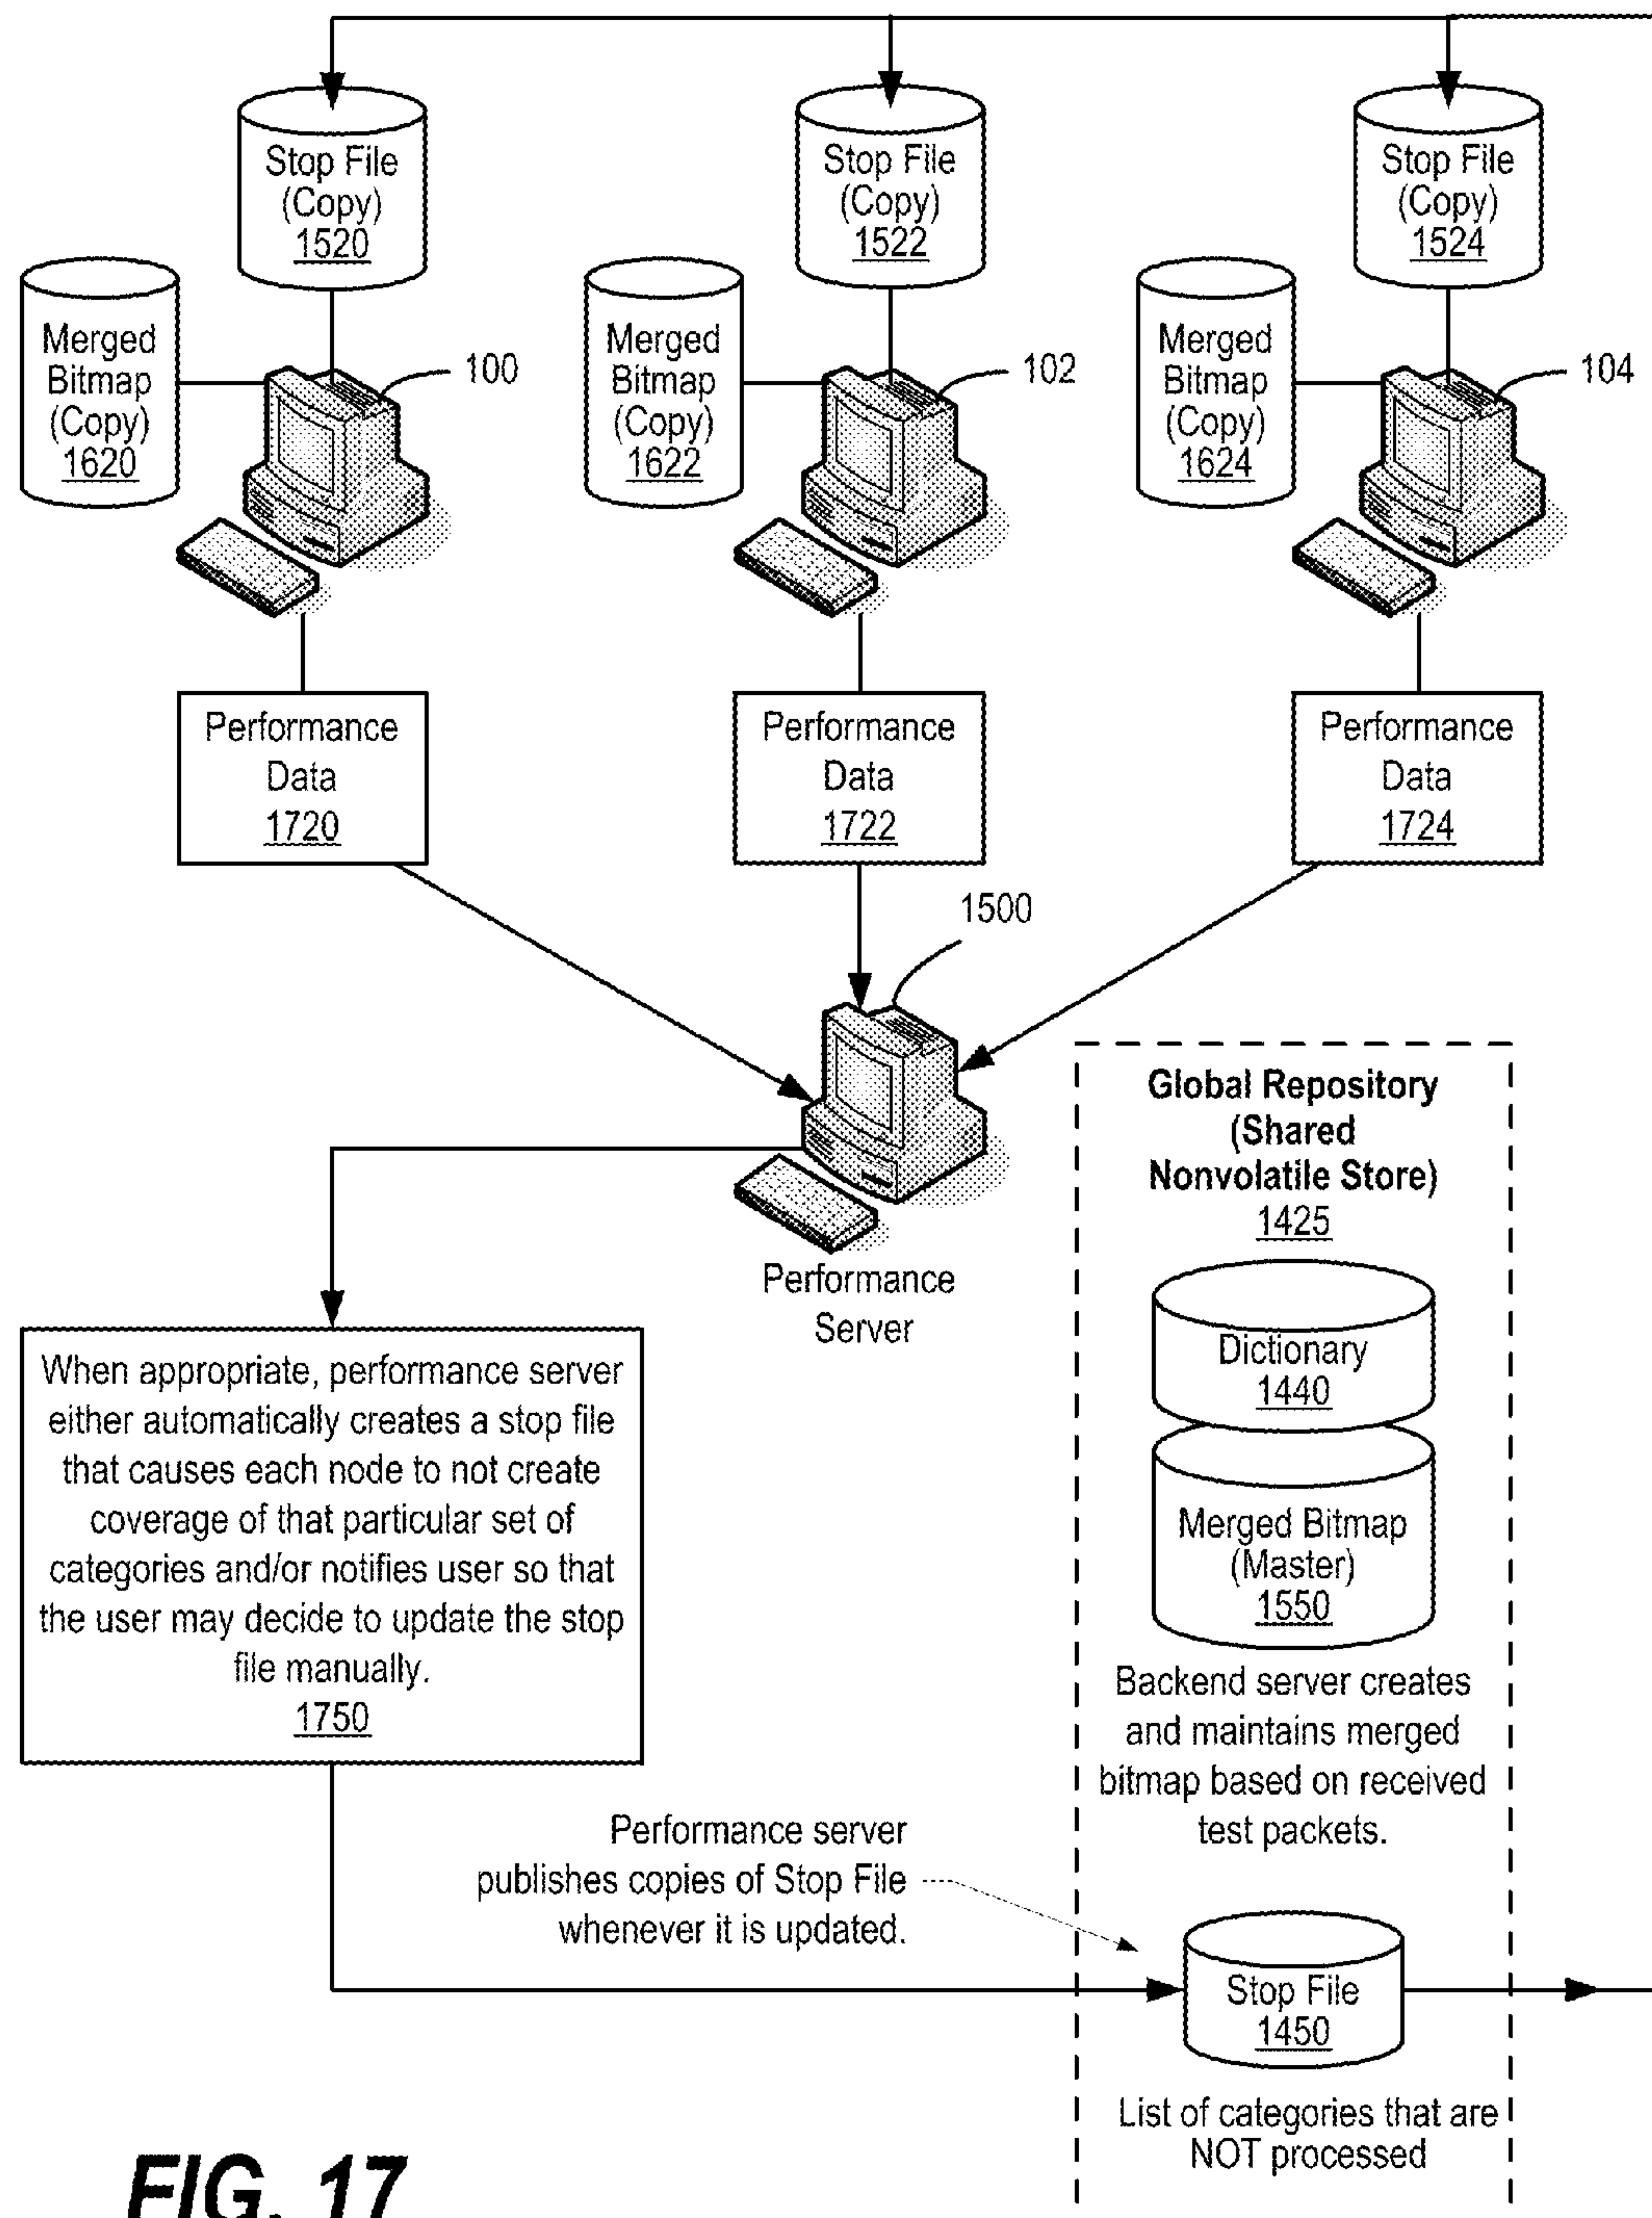 Stop File
(Copy)
1520
Stop File
(Copy)
1522
Stop File
(Copy)
1524
Merged
Bitmap
(Copy)
1620
100
Merged
Bitmap
(Copy)
1622
102
Merged
Bitmap
(Copy)
1624
104
Performance
Data
1720
Performance
Data
1722
Performance
Data
1724
1500
Performance
Server
Global Repository
(Shared
Nonvolatile Store)
1425
Dictionary
1440
Merged Bitmap
(Master)
1550
Backend server creates
and maintains merged
bitmap based on received
test packets.
When appropriate, performance server
either automatically creates a stop file
that causes each node to not create
coverage of that particular set of
categories and/or notifies user so that
the user may decide to update the stop
file manually.
1750
Performance server
publishes copies of Stop File
whenever it is updated.
Stop File
1450
List of categories that are
NOT processed
FIG. 17